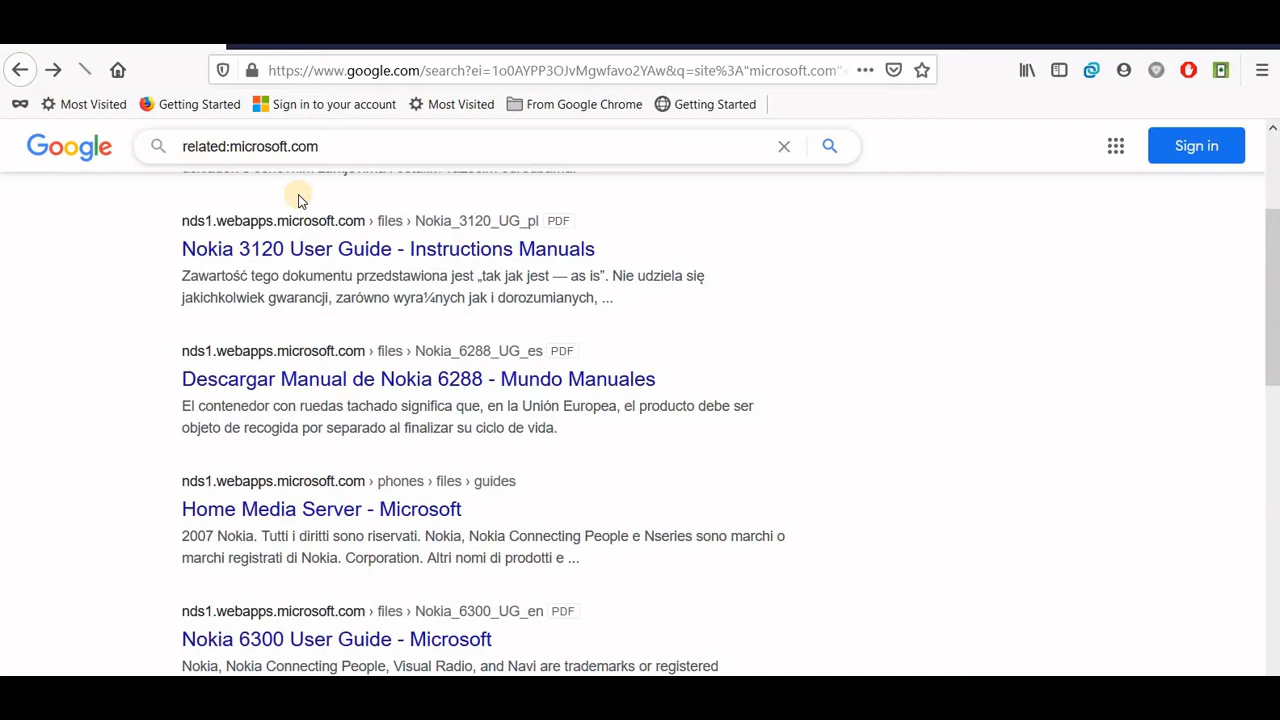 https://www.google.com/search?ei=1o0AYPP3OJvMgwfavo2YAw&q=site%3A"microsoft.com"
Most Visited
Getting Started
Sign in to your account
Most Visited
From Google Chrome
Getting Started
Google
related:microsoft.com
Sign in
nds1.webapps.microsoft.com › files › Nokia_3120_UG_pl PDF
Nokia 3120 User Guide - Instructions Manuals
Zawartość tego dokumentu przedstawiona jest „tak jak jest — as is”. Nie udziela się
jakichkolwiek gwarancji, zarówno wyra¼nych jak i dorozumianych, ...
nds1.webapps.microsoft.com › files › Nokia_6288_UG_es PDF
Descargar Manual de Nokia 6288 - Mundo Manuales
El contenedor con ruedas tachado significa que, en la Unión Europea, el producto debe ser
objeto de recogida por separado al finalizar su ciclo de vida.
nds1.webapps.microsoft.com › phones › files › guides
Home Media Server - Microsoft
2007 Nokia. Tutti i diritti sono riservati. Nokia, Nokia Connecting People e Nseries sono marchi o
marchi registrati di Nokia. Corporation. Altri nomi di prodotti e ...
nds1.webapps.microsoft.com › files › Nokia_6300_UG_en PDF
Nokia 6300 User Guide - Microsoft
Nokia, Nokia Connecting People, Visual Radio, and Navi are trademarks or registered